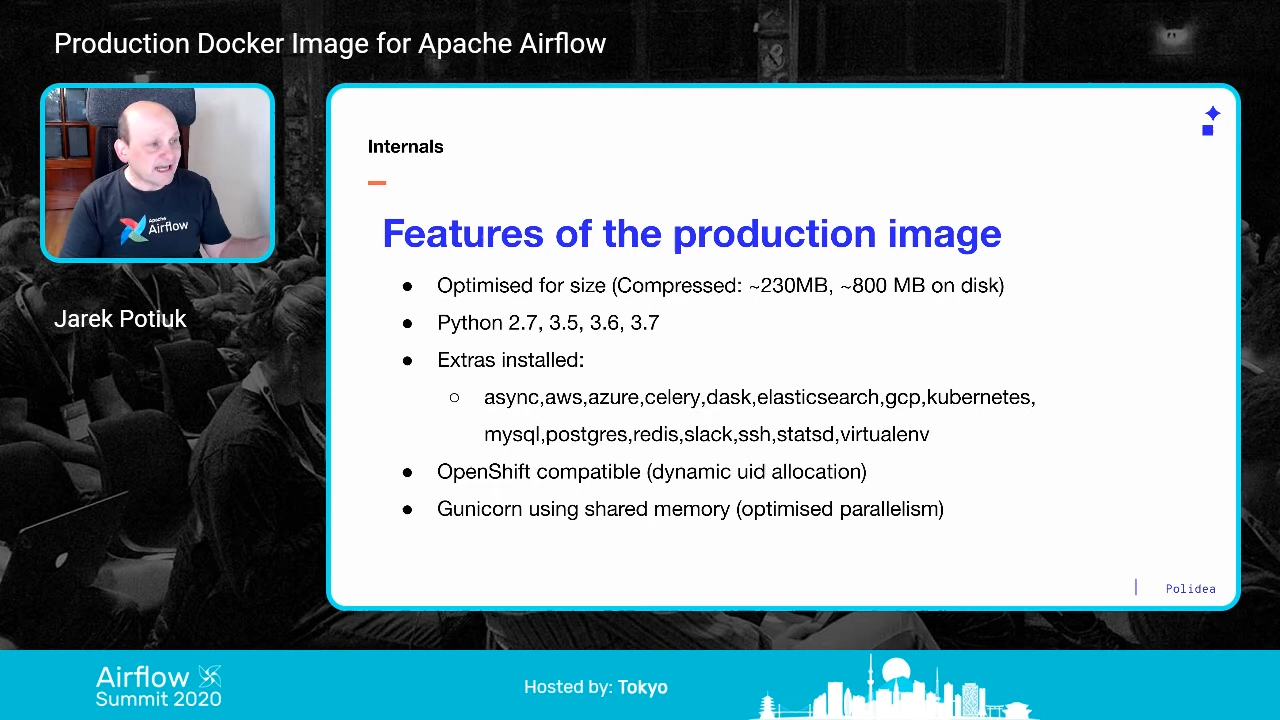 Production Docker Image for Apache Airflow
Apache
Airflow
Jarek Potiuk
Internals
Features of the production image
● Optimised for size (Compressed: ~230MB, ~800 MB on disk)
● Python 2.7, 3.5, 3.6, 3.7
● Extras installed:
○ async,aws,azure,celery,dask,elasticsearch,gcp,kubernetes,
mysql,postgres,redis,slack,ssh,statsd,virtualenv
● OpenShift compatible (dynamic uid allocation)
● Gunicorn using shared memory (optimised parallelism)
| Polidea
Airflow
Summit 2020
Hosted by: Tokyo